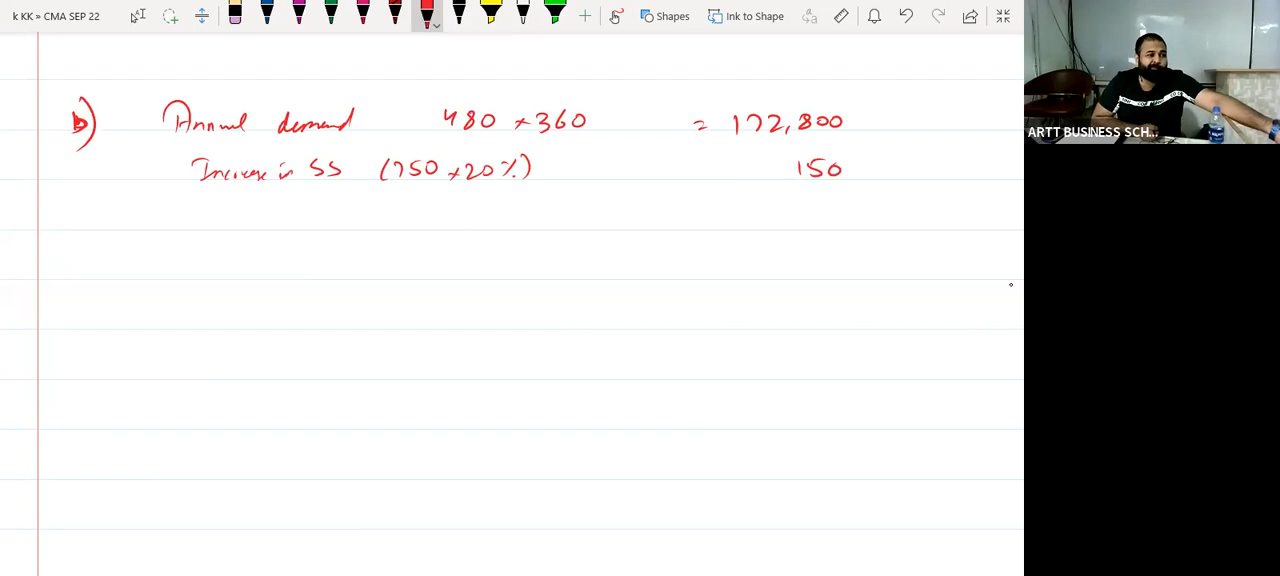 k KK » CMA SEP 22
Shapes
Ink to Shape
ARTT BUSINESS SCH...
b) Annual demand 480 × 360 = 172,800
Increase in SS (750 × 20%) 150